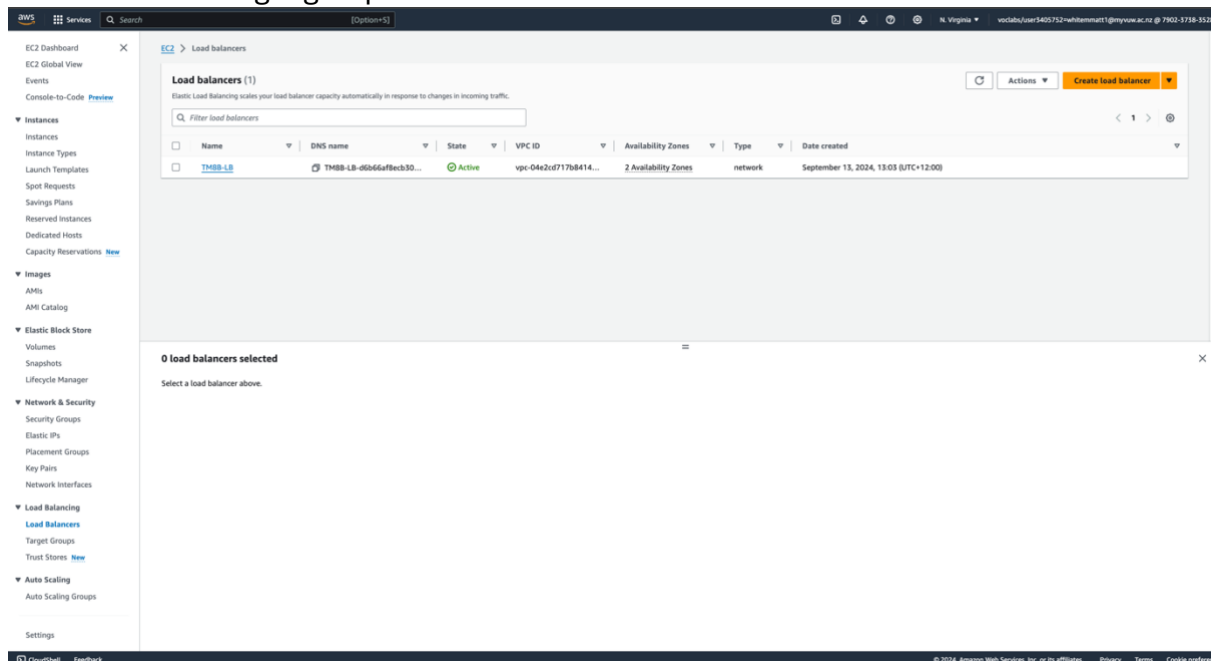 aws Services Search [Option+S] N. Virginia voclabs/user3405752=whitemmatt1@myvuw.ac.nz @ 7902-3738-352
EC2 Dashboard
EC2 Global View
Events
Console-to-Code Preview
Instances
Instances
Instance Types
Launch Templates
Spot Requests
Savings Plans
Reserved Instances
Dedicated Hosts
Capacity Reservations New
Images
AMIs
AMI Catalog
Elastic Block Store
Volumes
Snapshots
Lifecycle Manager
Network & Security
Security Groups
Elastic IPs
Placement Groups
Key Pairs
Network Interfaces
Load Balancing
Load Balancers
Target Groups
Trust Stores New
Auto Scaling
Auto Scaling Groups
Settings
EC2 > Load balancers
Load balancers (1)
Actions
Create load balancer
Elastic Load Balancing scales your load balancer capacity automatically in response to changes in incoming traffic.
Filter load balancers
1
Name DNS name State VPC ID Availability Zones Type Date created
TMBB-LB TMBB-LB-d6b66af8ecb30... Active vpc-04e2cd717b8414... 2 Availability Zones network September 13, 2024, 13:03 (UTC+12:00)
0 load balancers selected
Select a load balancer above.
CloudShell Feedback © 2024, Amazon Web Services, Inc. or its affiliates. Privacy Terms Cookie prefere